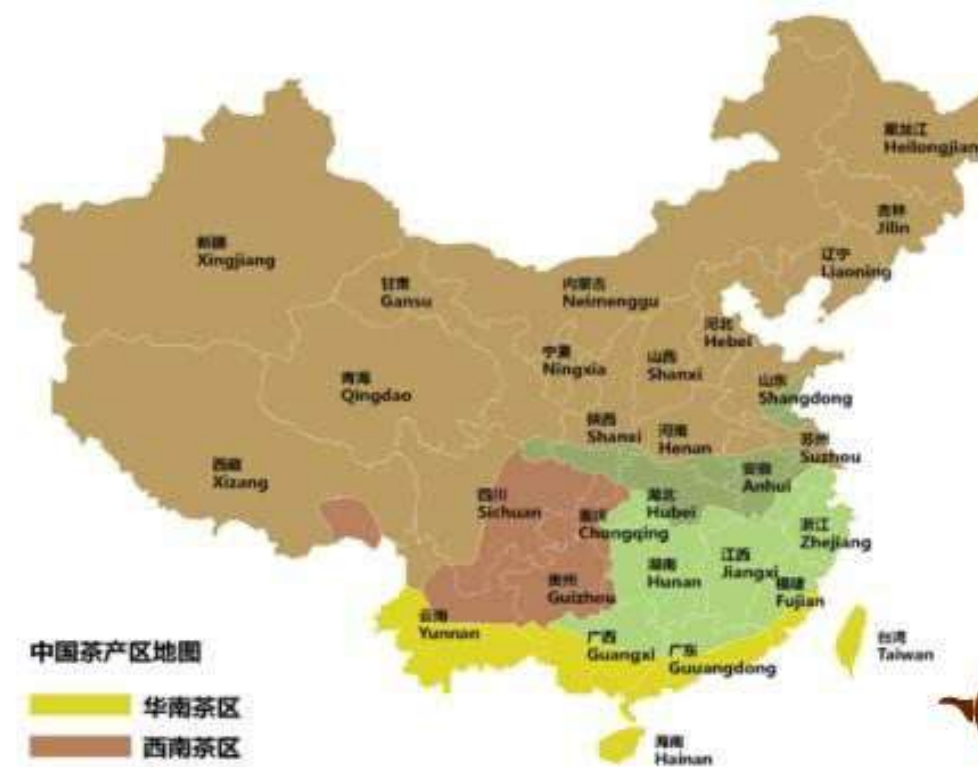 黑龙江
Heilongjian
吉林
Jilin
辽宁
Liaoning
新疆
Xingjiang
甘肃
Gansu
内蒙古
Neimenggu
河北
Hebei
宁夏
Ningxia
山西
Shanxi
青海
Qingdao
山东
Shangdong
陕西
Shanxi
河南
Henan
苏州
Suzhou
西藏
Xizang
安徽
Anhui
四川
Sichuan
重庆
Chongqing
湖北
Hubei
浙江
Zhejiang
湖南
Hunan
江西
Jiangxi
贵州
Guizhou
福建
Fujian
云南
Yunnan
广西
Guangxi
广东
Guuangdong
台湾
Taiwan
中国茶产区地图
华南茶区
西南茶区
海南
Hainan